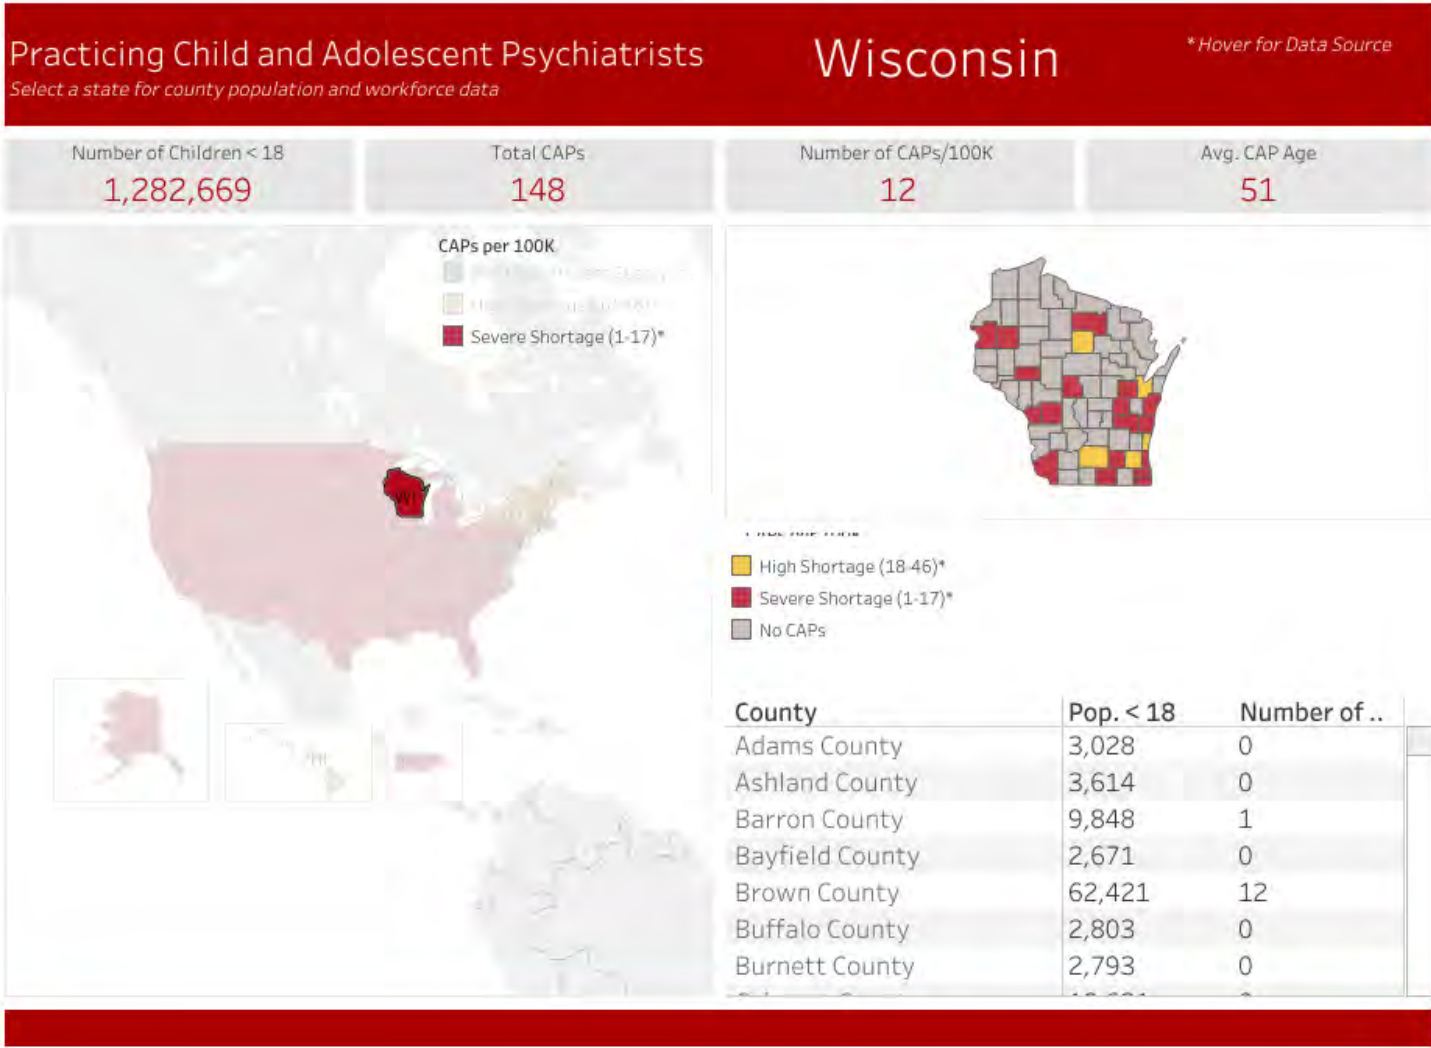 Practicing Child and Adolescent Psychiatrists
Select a state for county population and workforce data
Wisconsin
* Hover for Data Source
Number of Children < 18
1,282,669
Total CAPs
148
Number of CAPs/100K
12
Avg. CAP Age
51
CAPs per 100K
Severe Shortage (1-17)*
WI
High Shortage (18-46)*
Severe Shortage (1-17)*
No CAPs
County Pop. < 18 Number of ..
Adams County 3,028 0
Ashland County 3,614 0
Barron County 9,848 1
Bayfield County 2,671 0
Brown County 62,421 12
Buffalo County 2,803 0
Burnett County 2,793 0